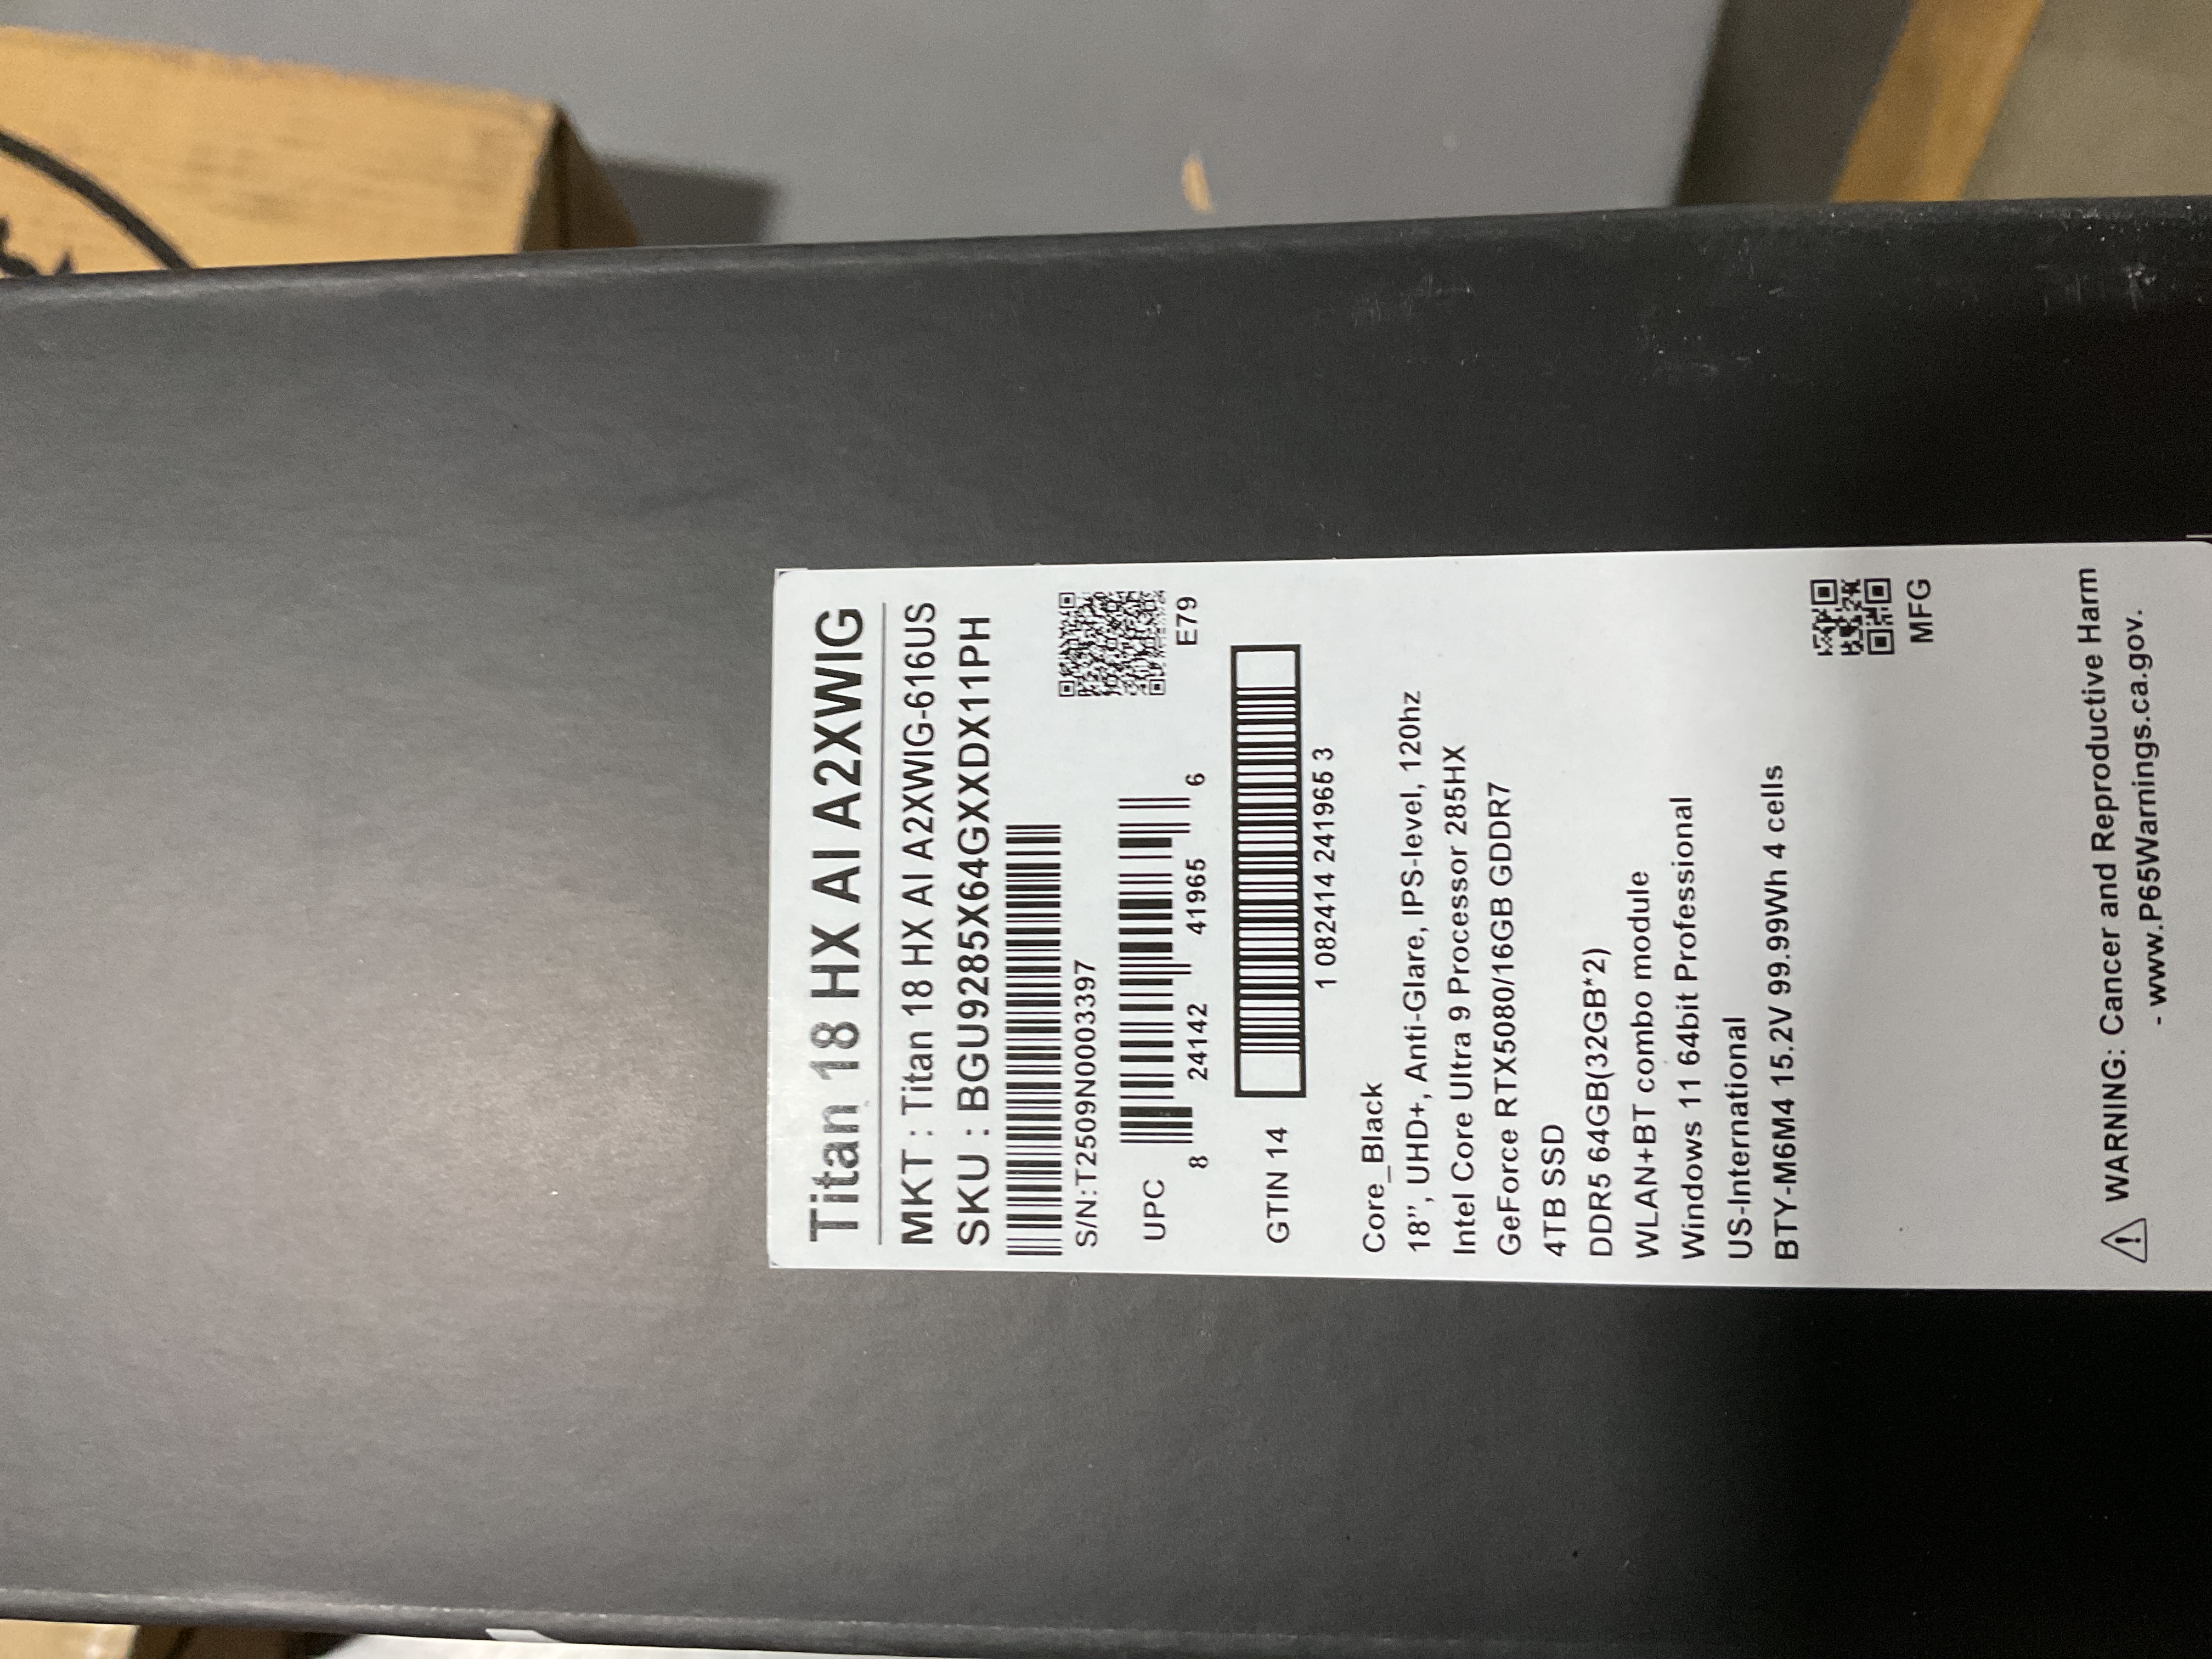 Titan 18 HX AI A2XWIG
MKT : Titan 18 HX AI A2XWIG-616US
SKU : BGU9285X64GXXDX11PH
S/N:T2509N0003397
E79
UPC
8 24142 41965 6
GTIN 14
1 082414 241965 3
Core_Black
18”, UHD+, Anti-Glare, IPS-level, 120hz
Intel Core Ultra 9 Processor 285HX
GeForce RTX5080/16GB GDDR7
4TB SSD
DDR5 64GB(32GB*2)
WLAN+BT combo module
Windows 11 64bit Professional
US-International
BTY-M6M4 15.2V 99.99Wh 4 cells
MFG
WARNING: Cancer and Reproductive Harm
- www.P65Warnings.ca.gov.